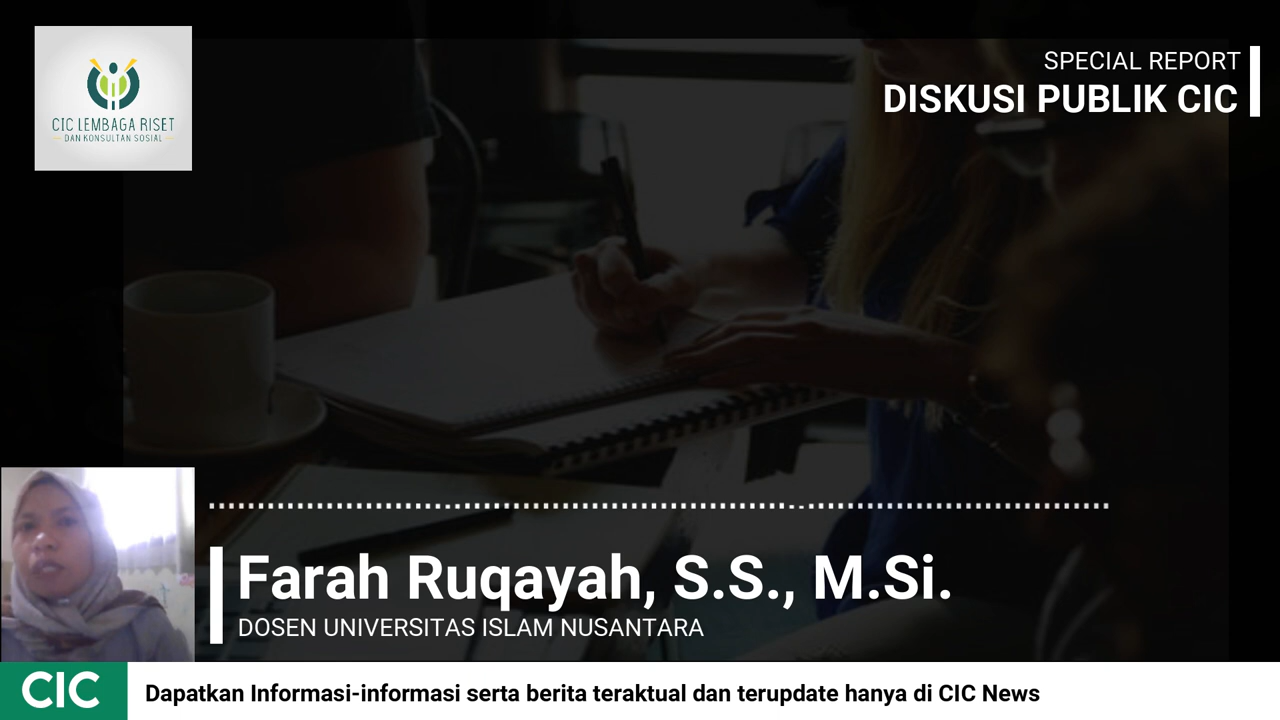 CIC LEMBAGA RISET
DAN KONSULTAN SOSIAL
SPECIAL REPORT
DISKUSI PUBLIK CIC
Farah Ruqayah, S.S., M.Si.
DOSEN UNIVERSITAS ISLAM NUSANTARA
CIC
Dapatkan Informasi-informasi serta berita teraktual dan terupdate hanya di CIC News